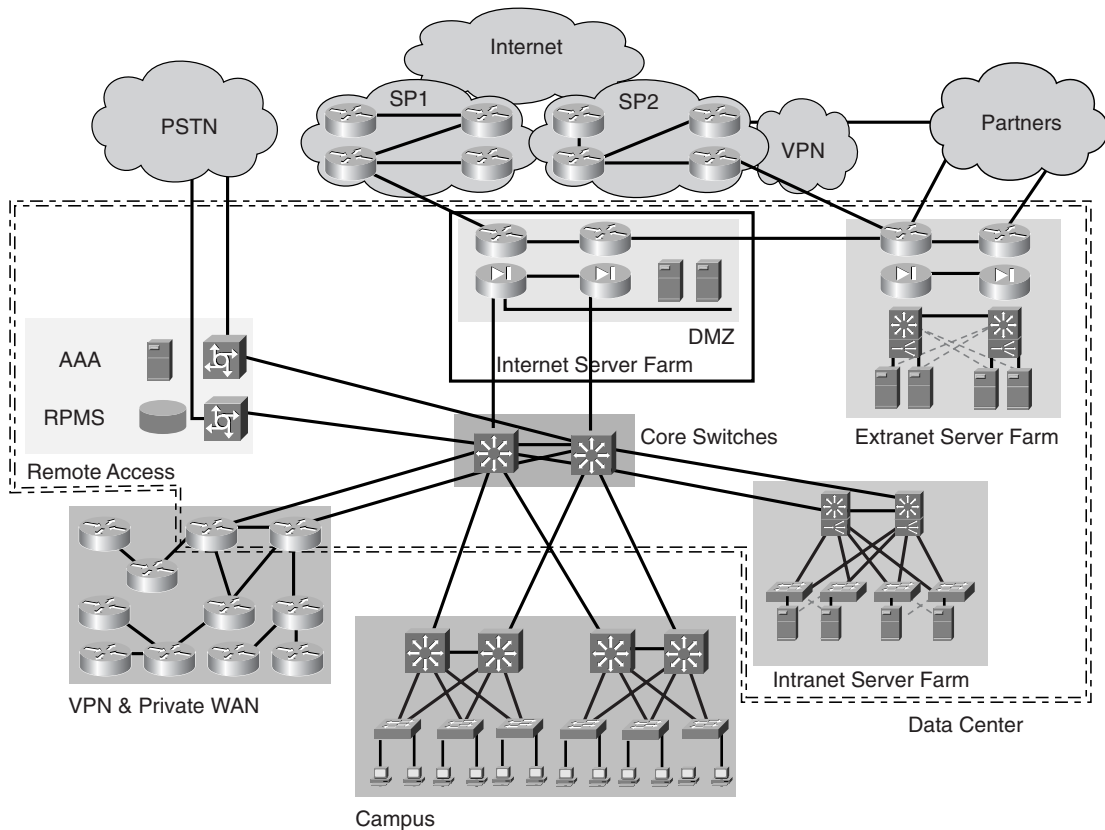 Internet
SP1
SP2
PSTN
VPN
Partners
DMZ
Internet Server Farm
AAA
RPMS
Remote Access
Core Switches
Extranet Server Farm
VPN & Private WAN
Intranet Server Farm
Data Center
Campus